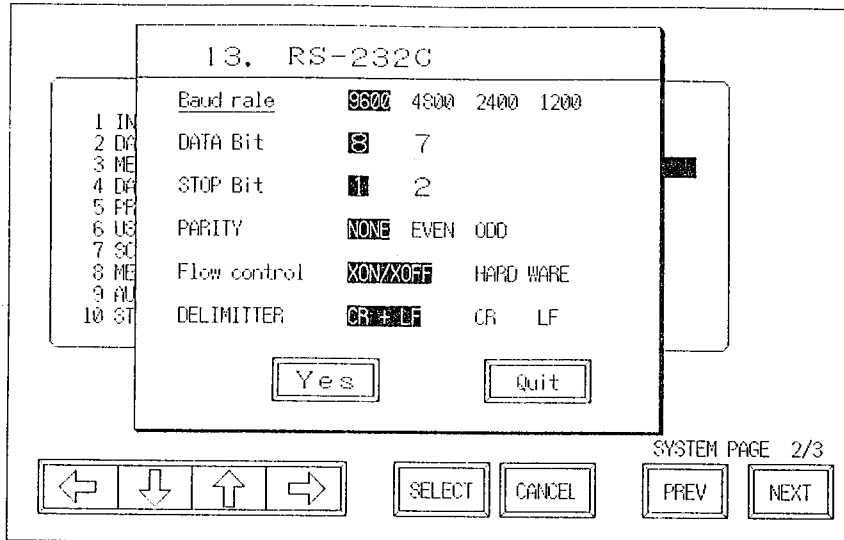 13. RS-232C
Baud rale 9600 4800 2400 1200
DATA Bit 8 7
STOP Bit 1 2
PARITY NONE EVEN ODD
Flow control XON/XOFF HARD WARE
DELIMITTER CR + LF CR LF
Yes Quit
1 IN
2 DA
3 ME
4 DA
5 PR
6 US
7 SC
8 ME
9 AU
10 ST
SYSTEM PAGE 2/3
SELECT CANCEL PREV NEXT